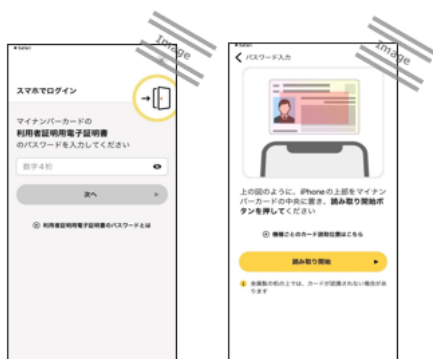 Image
Safari
スマホでログイン
マイナンバーカードの
利用者証明用電子証明書
のパスワードを入力してください
数字4桁
次へ
利用者証明用電子証明書のパスワードとは
Image
Safari
パスワード入力
上の図のように、iPhoneの上部をマイナン
バーカードの中央に置き、読み取り開始ボ
タンを押してください
機種ごとのカード読取位置はこちら
読み取り開始
金属製の机の上では、カードが認識されない場合があ
ります